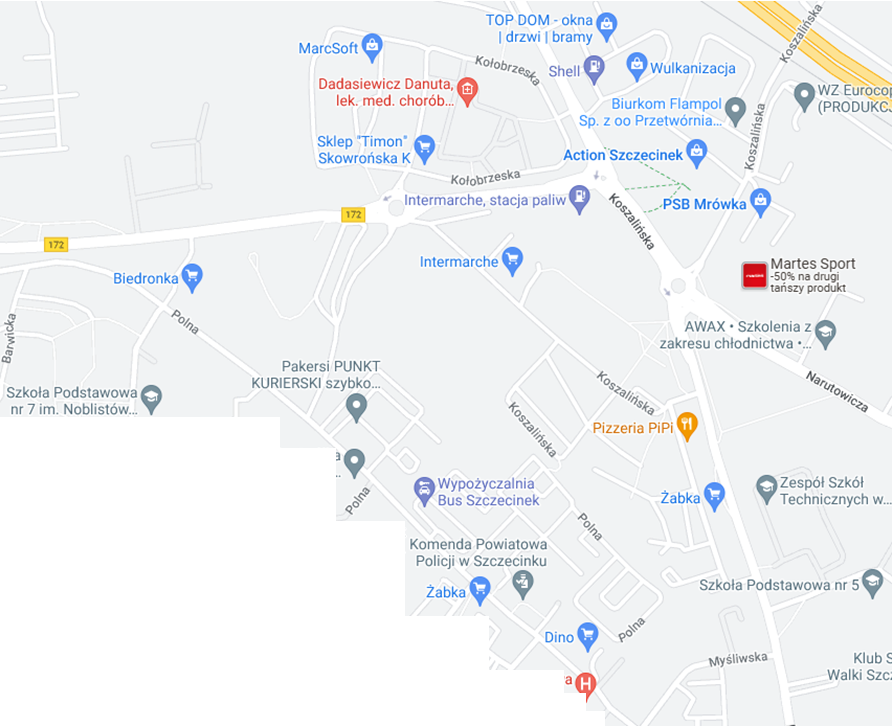 TOP DOM - okna
| drzwi | bramy
MarcSoft
Kołobrzeska
Shell
Wulkanizacja
Koszalińska
Dadasiewicz Danuta,
lek. med. chorób...
WZ Eurocop
(PRODUKC
Biurkom Flampol
Sp. z oo Przetwórnia...
Koszalińska
Sklep "Timon"
Skowrońska K
Action Szczecinek
Kołobrzeska
Intermarche, stacja paliw
PSB Mrówka
172
Koszalińska
172
Intermarche
Martes Sport
-50% na drugi
tańszy produkt
Biedronka
Polna
Barwicka
AWAX • Szkolenia z
zakresu chłodnictwa •...
Pakersi PUNKT
KURIERSKI szybko...
Koszalińska
Narutowicza
Szkoła Podstawowa
nr 7 im. Noblistów...
Koszalińska
Pizzeria PiPi
a
...
Wypożyczalnia
Bus Szczecinek
Polna
Żabka
Zespół Szkół
Technicznych w...
Polna
Komenda Powiatowa
Policji w Szczecinku
Żabka
Szkoła Podstawowa nr 5
Dino
Polna
Myśliwska
Klub S
Walki Szcz
a
H